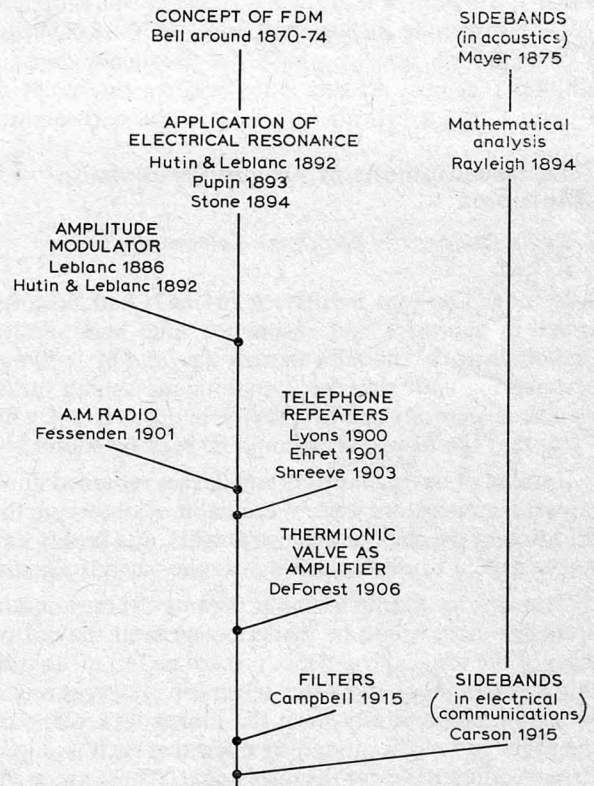 CONCEPT OF FDM
Bell around 1870-74
SIDEBANDS
(in acoustics)
Mayer 1875
APPLICATION OF
ELECTRICAL RESONANCE
Hutin & Leblanc 1892
Pupin 1893
Stone 1894
Mathematical
analysis
Rayleigh 1894
AMPLITUDE
MODULATOR
Leblanc 1886
Hutin & Leblanc 1892
A.M. RADIO
Fessenden 1901
TELEPHONE
REPEATERS
Lyons 1900
Ehret 1901
Shreeve 1903
THERMIONIC
VALVE AS
AMPLIFIER
DeForest 1906
FILTERS
Campbell 1915
SIDEBANDS
(in electrical
communications)
Carson 1915